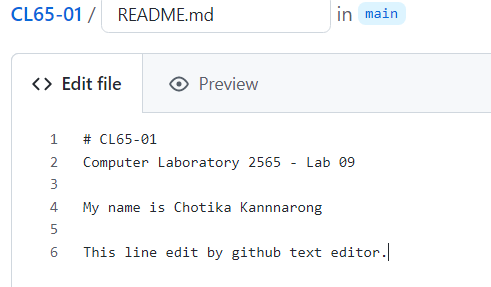 CL65-01 / README.md in main
<> Edit file Preview
1 # CL65-01
2 Computer Laboratory 2565 - Lab 09
3
4 My name is Chotika Kannnarong
5
6 This line edit by github text editor.